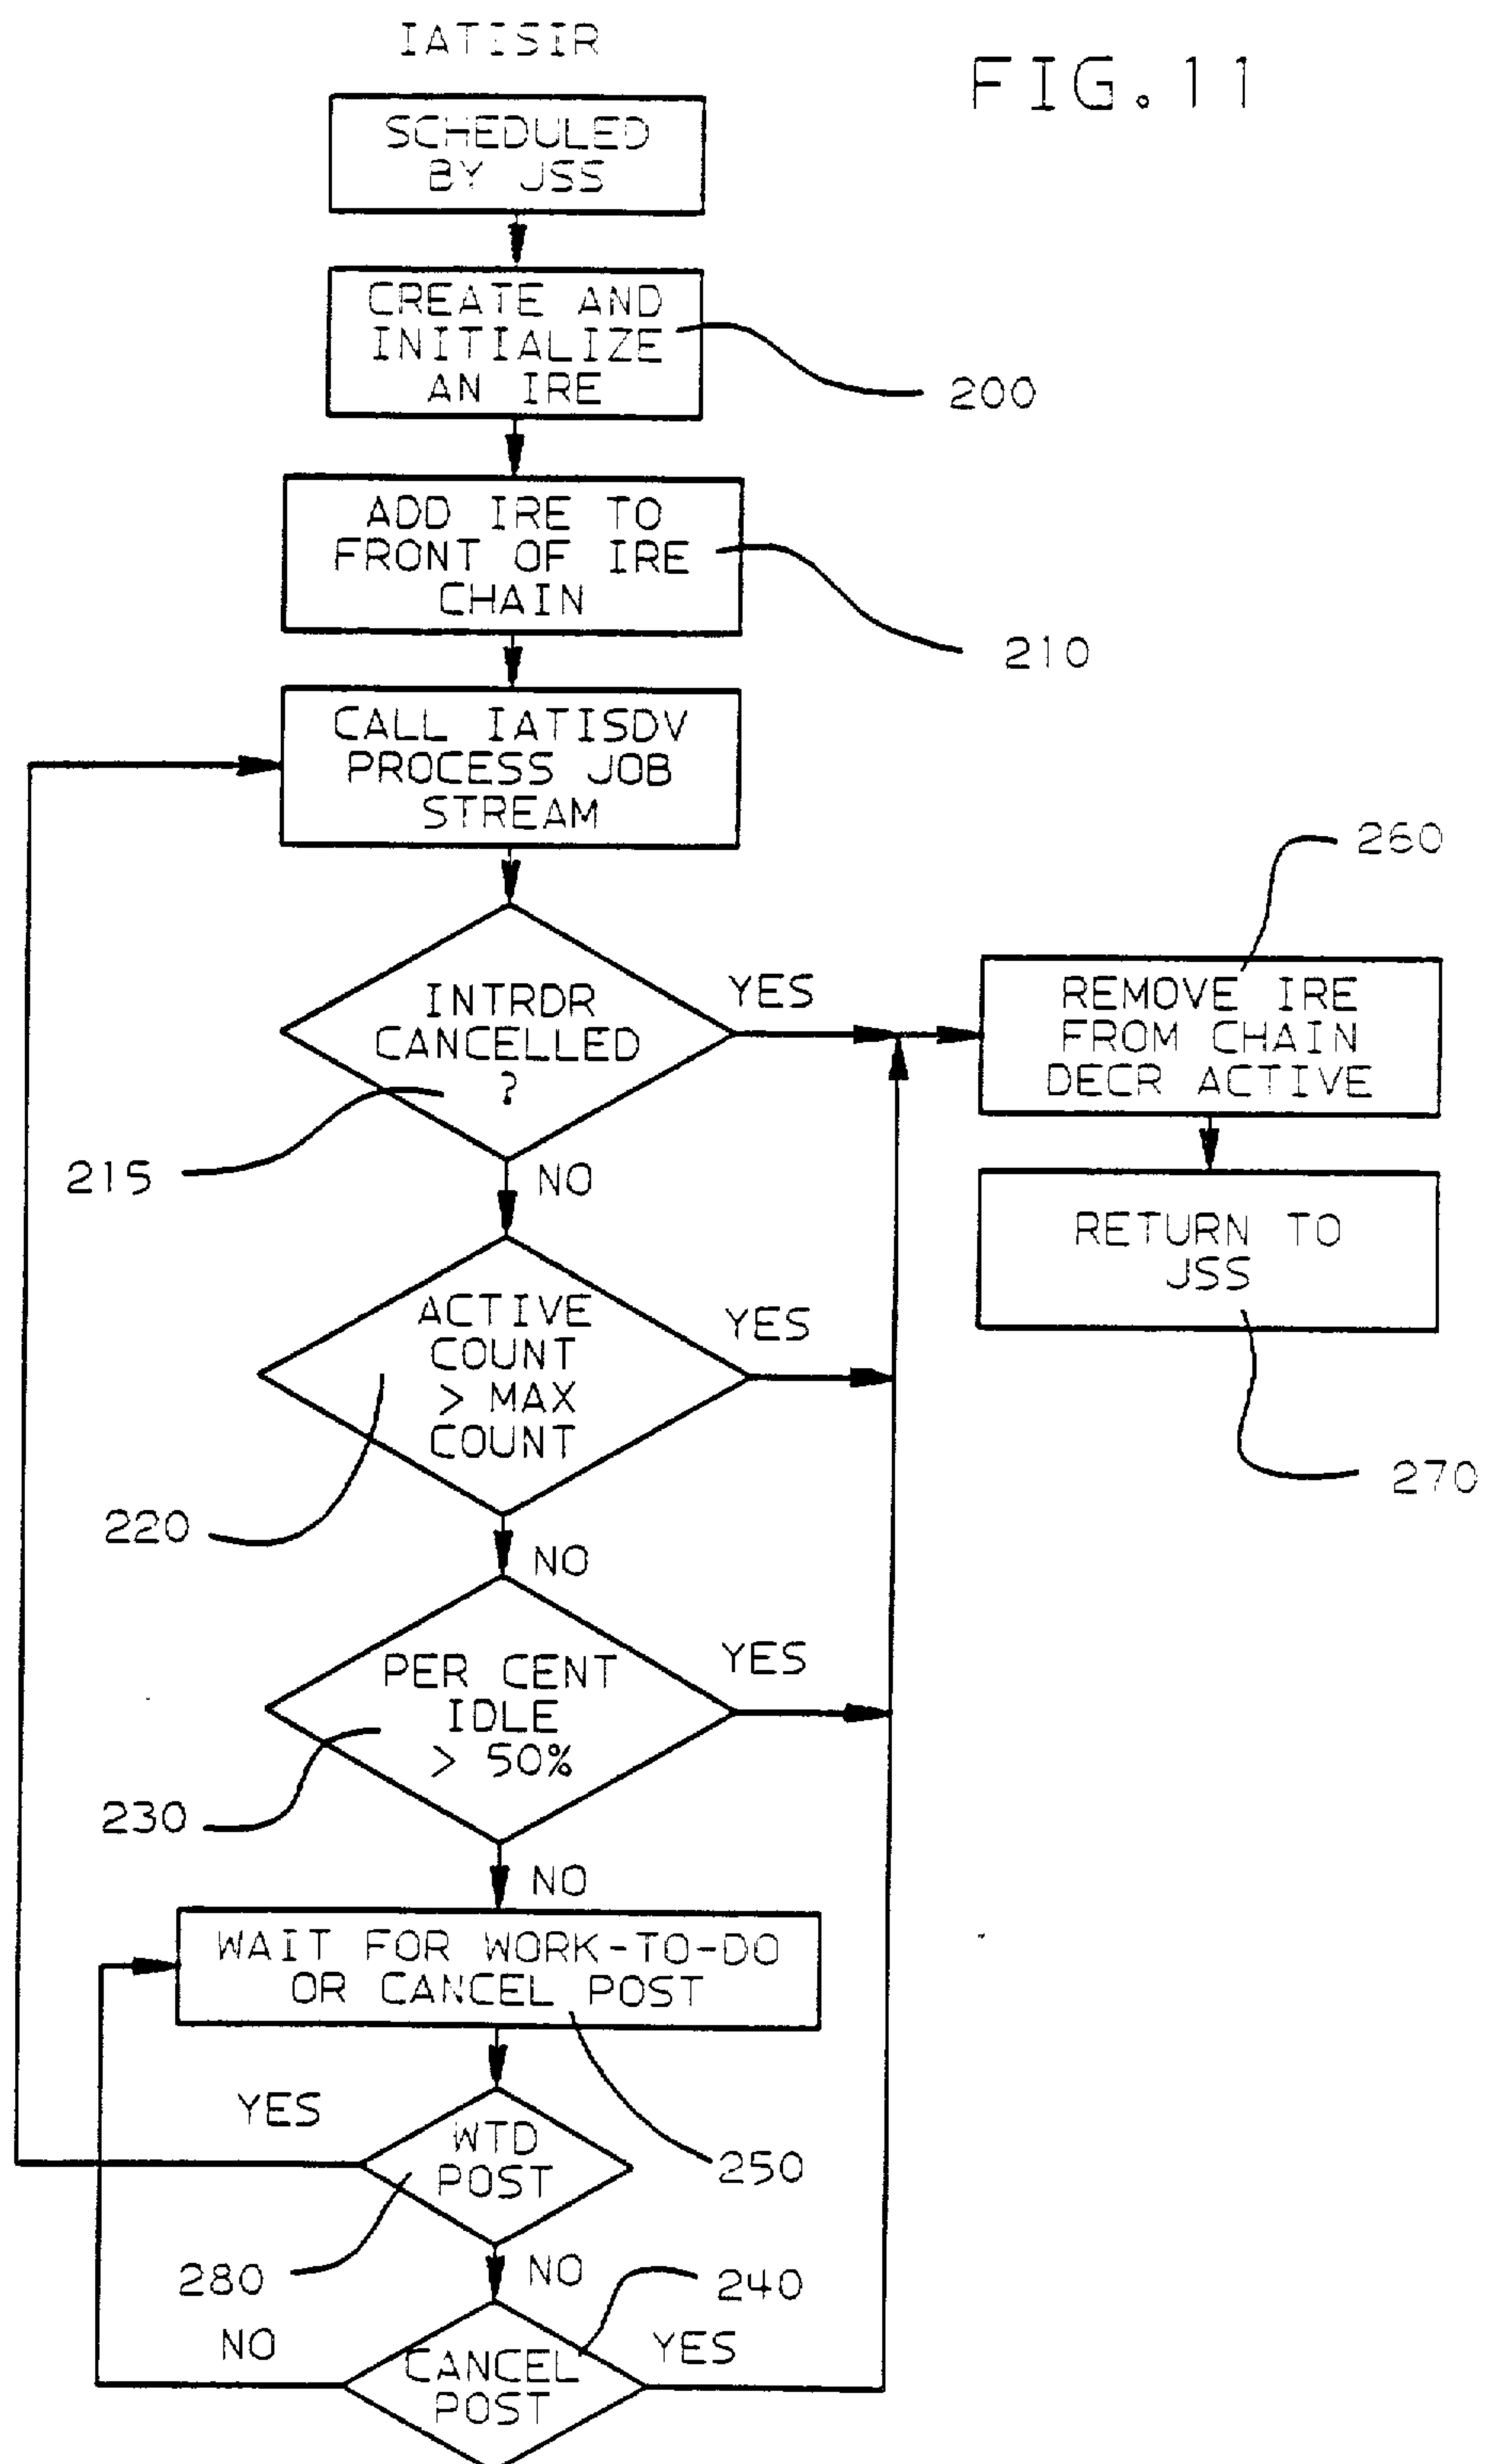 IATISIR
FIG.11
SCHEDULED
BY JSS
CREATE AND
INITIALIZE
AN IRE
200
ADD IRE TO
FRONT OF IRE
CHAIN
210
CALL IATISDV
PROCESS JOB
STREAM
260
INTRDR
CANCELLED
?
YES
REMOVE IRE
FROM CHAIN
DECR ACTIVE
215
NO
RETURN TO
JSS
ACTIVE
COUNT
> MAX
COUNT
YES
270
220
NO
PER CENT
IDLE
> 50%
YES
230
NO
WAIT FOR WORK-TO-DO
OR CANCEL POST
YES
WTD
POST
250
280
NO
240
NO
CANCEL
POST
YES